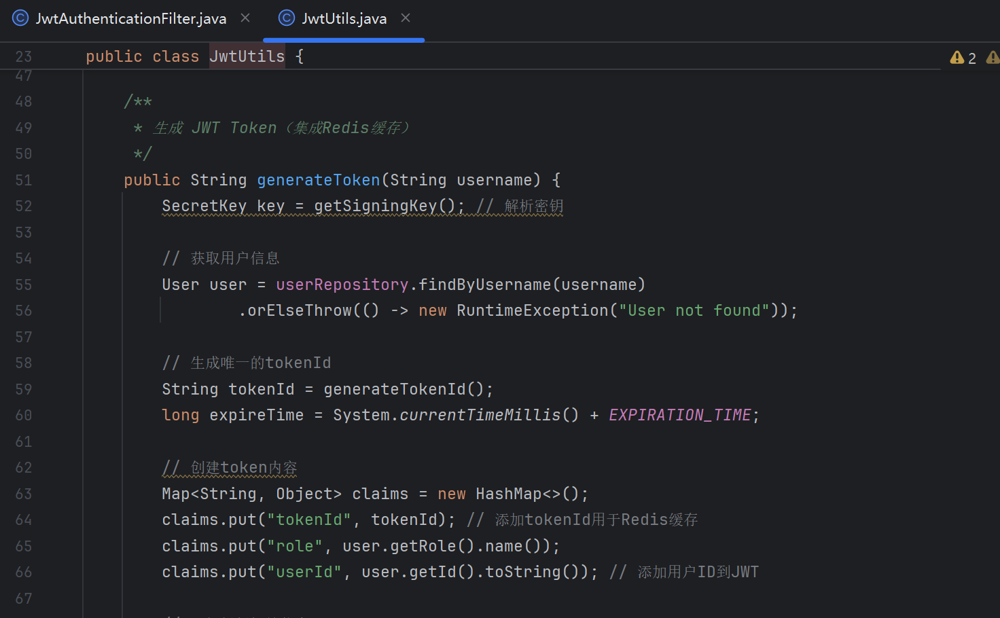 JwtAuthenticationFilter.java JwtUtils.java
23 public class JwtUtils { 2
47
48 /**
49 * 生成 JWT Token（集成Redis缓存）
50 */
51 public String generateToken(String username) {
52 SecretKey key = getSigningKey(); // 解析密钥
53
54 // 获取用户信息
55 User user = userRepository.findByUsername(username)
56 .orElseThrow(() -> new RuntimeException("User not found"));
57
58 // 生成唯一的tokenId
59 String tokenId = generateTokenId();
60 long expireTime = System.currentTimeMillis() + EXPIRATION_TIME;
61
62 // 创建token内容
63 Map<String, Object> claims = new HashMap<>();
64 claims.put("tokenId", tokenId); // 添加tokenId用于Redis缓存
65 claims.put("role", user.getRole().name());
66 claims.put("userId", user.getId().toString()); // 添加用户ID到JWT
67